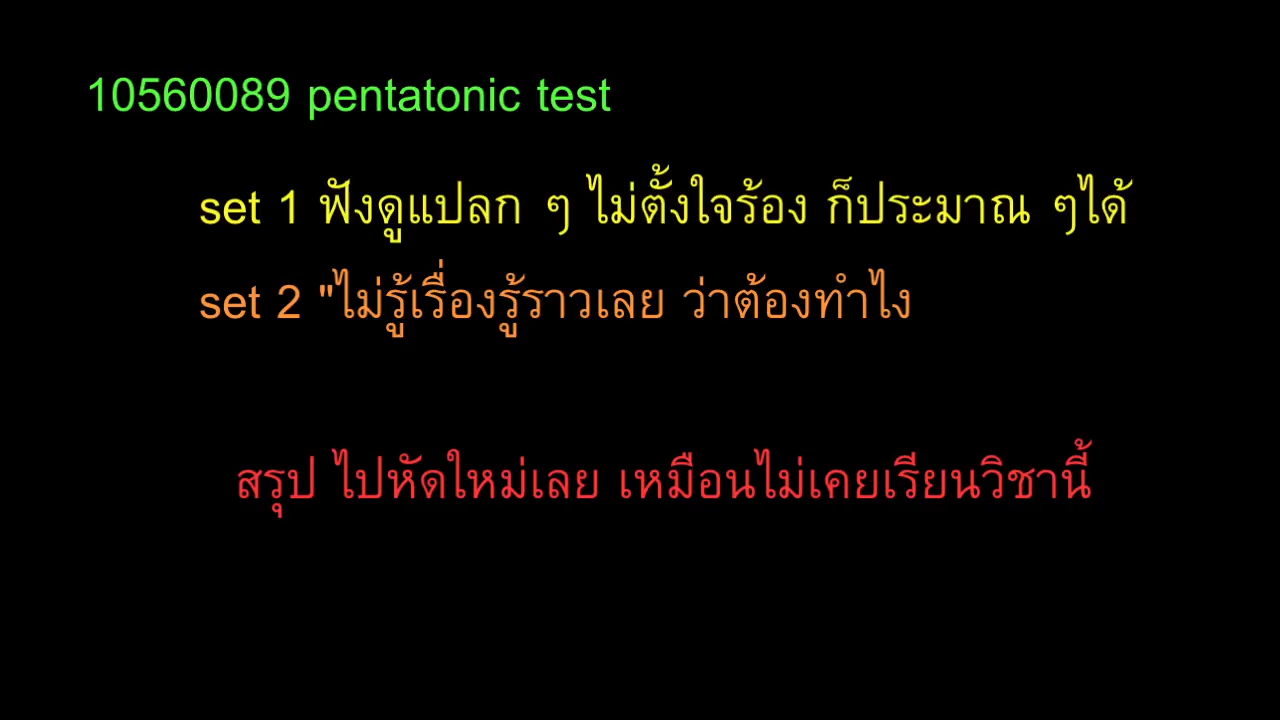 10560089 pentatonic test
set 1 ฟังดูแปลก ๆ ไม่ตั้งใจร้อง ก็ประมาณ ๆได้
set 2 "ไม่รู้เรื่องรู้ราวเลย ว่าต้องทำไง
สรุป ไปหัดใหม่เลย เหมือนไม่เคยเรียนวิชานี้